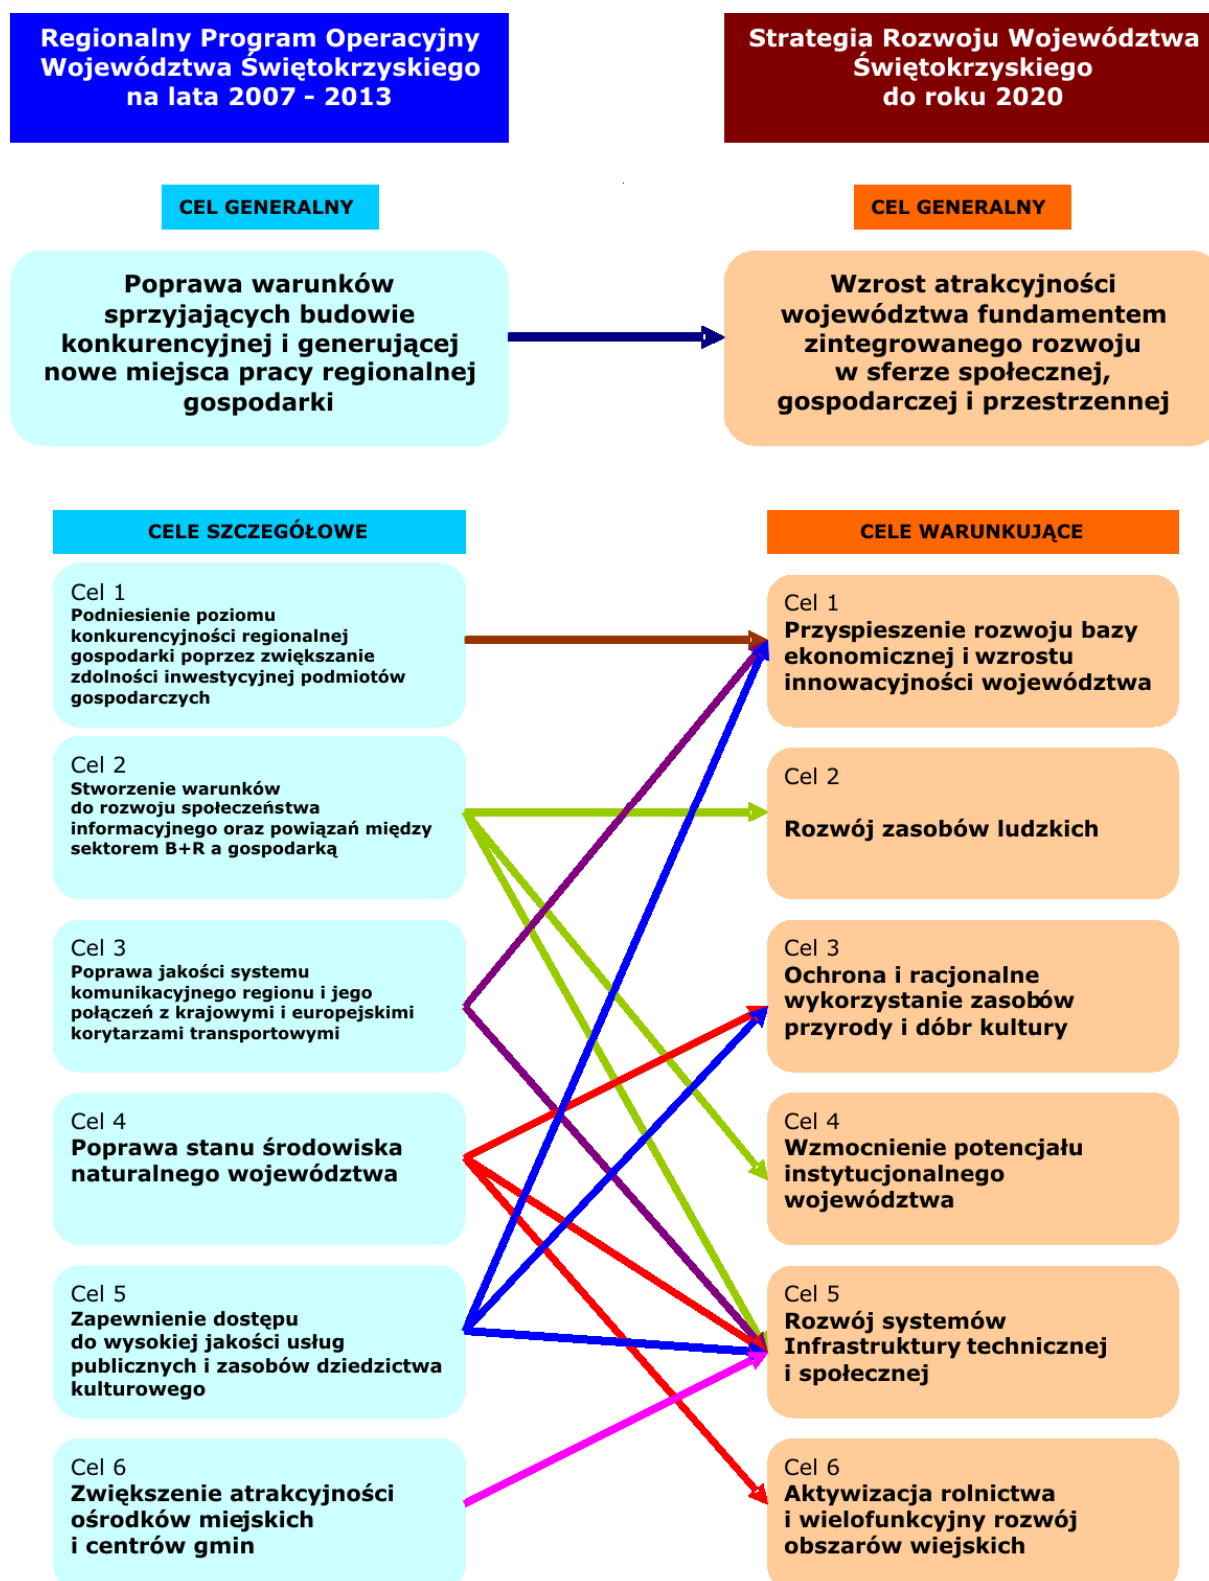 Regionalny Program Operacyjny
Województwa Świętokrzyskiego
na lata 2007 - 2013
Strategia Rozwoju Województwa
Świętokrzyskiego
do roku 2020
CEL GENERALNY
CEL GENERALNY
Poprawa warunków
sprzyjających budowie
konkurencyjnej i generującej
nowe miejsca pracy regionalnej
gospodarki
Wzrost atrakcyjności
województwa fundamentem
zintegrowanego rozwoju
w sferze społecznej,
gospodarczej i przestrzennej
CELE SZCZEGÓŁOWE
CELE WARUNKUJĄCE
Cel 1
Podniesienie poziomu
konkurencyjności regionalnej
gospodarki poprzez zwiększanie
zdolności inwestycyjnej podmiotów
gospodarczych
Cel 1
Przyspieszenie rozwoju bazy
ekonomicznej i wzrostu
innowacyjności województwa
Cel 2
Stworzenie warunków
do rozwoju społeczeństwa
informacyjnego oraz powiązań między
sektorem B+R a gospodarką
Cel 2
Rozwój zasobów ludzkich
Cel 3
Poprawa jakości systemu
komunikacyjnego regionu i jego
połączeń z krajowymi i europejskimi
korytarzami transportowymi
Cel 3
Ochrona i racjonalne
wykorzystanie zasobów
przyrody i dóbr kultury
Cel 4
Poprawa stanu środowiska
naturalnego województwa
Cel 4
Wzmocnienie potencjału
instytucjonalnego
województwa
Cel 5
Zapewnienie dostępu
do wysokiej jakości usług
publicznych i zasobów dziedzictwa
kulturowego
Cel 5
Rozwój systemów
Infrastruktury technicznej
i społecznej
Cel 6
Zwiększenie atrakcyjności
ośrodków miejskich
i centrów gmin
Cel 6
Aktywizacja rolnictwa
i wielofunkcyjny rozwój
obszarów wiejskich